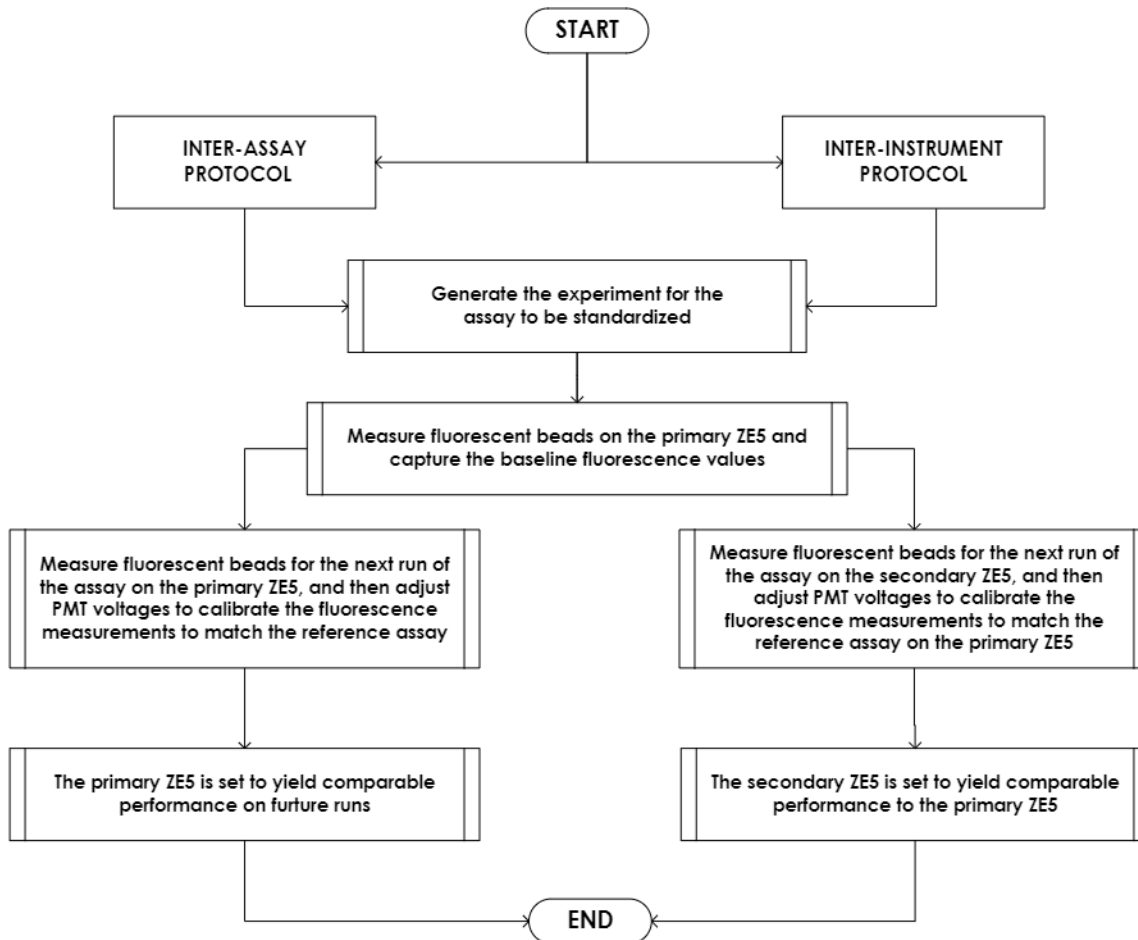 START
INTER-ASSAY
PROTOCOL
INTER-INSTRUMENT
PROTOCOL
Generate the experiment for the
assay to be standardized
Measure fluorescent beads on the primary ZE5 and
capture the baseline fluorescence values
Measure fluorescent beads for the next run of
the assay on the primary ZE5, and then adjust
PMT voltages to calibrate the fluorescence
measurements to match the reference assay
Measure fluorescent beads for the next run of
the assay on the secondary ZE5, and then
adjust PMT voltages to calibrate the
fluorescence measurements to match the
reference assay on the primary ZE5
The primary ZE5 is set to yield comparable
performance on furture runs
The secondary ZE5 is set to yield comparable
performance to the primary ZE5
END